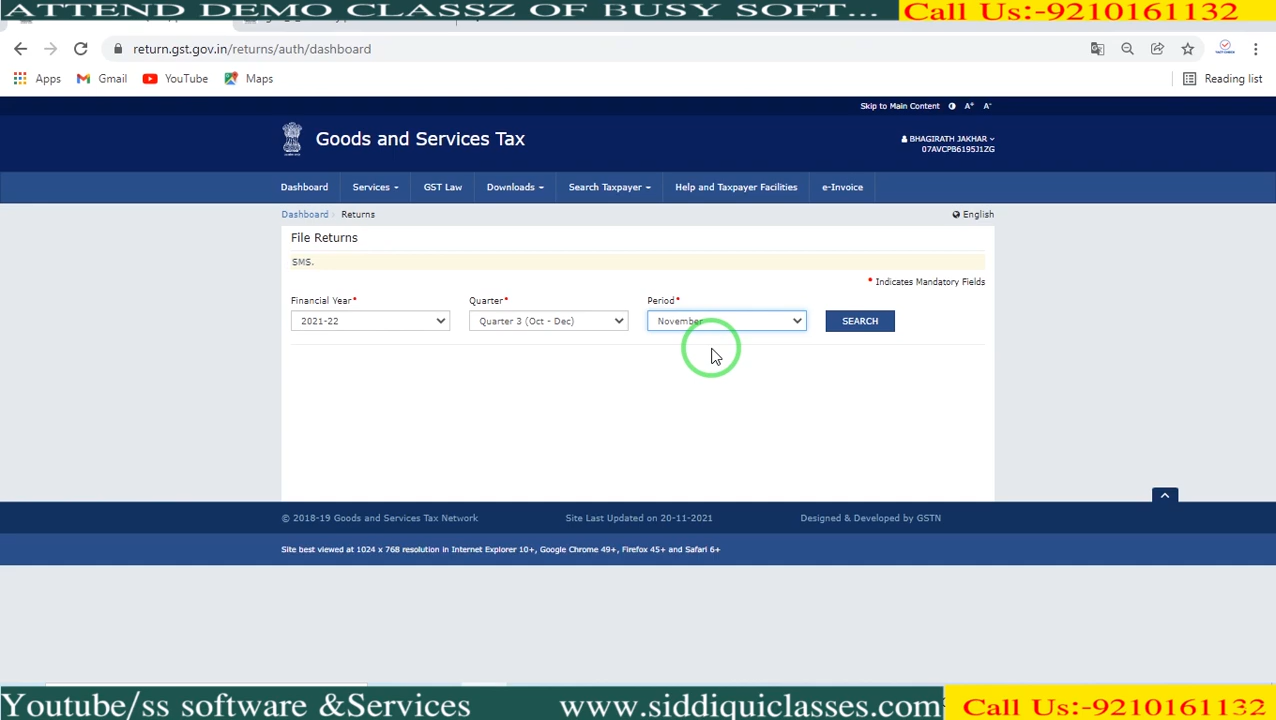 ATTEND DEMO CLASSZ OF BUSY SOFT...
Call Us:-9210161132
return.gst.gov.in/returns/auth/dashboard
Apps
Gmail
YouTube
Maps
Reading list
Skip to Main Content
A+
A-
Goods and Services Tax
BHAGIRATH JAKHAR
07AVCPB6195J1ZG
Dashboard
Services
GST Law
Downloads
Search Taxpayer
Help and Taxpayer Facilities
e-Invoice
Dashboard
Returns
English
File Returns
SMS.
• Indicates Mandatory Fields
Financial Year•
Quarter•
Period•
2021-22
Quarter 3 (Oct - Dec)
November
SEARCH
© 2018-19 Goods and Services Tax Network
Site Last Updated on 20-11-2021
Designed & Developed by GSTN
Site best viewed at 1024 x 768 resolution in Internet Explorer 10+, Google Chrome 49+, Firefox 45+ and Safari 6+
Youtube/ss software &Services
www.siddiquiclasses.com
Call Us:-9210161132